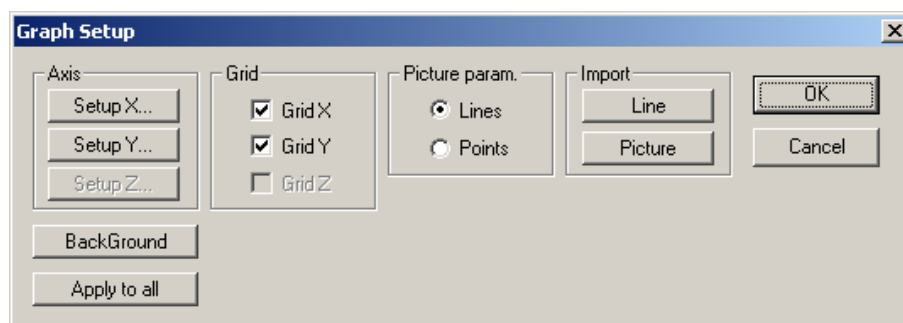 Graph Setup
Axis
Setup X...
Setup Y...
Setup Z...
Grid
Grid X
Grid Y
Grid Z
Picture param.
Lines
Points
Import
Line
Picture
OK
Cancel
BackGround
Apply to all